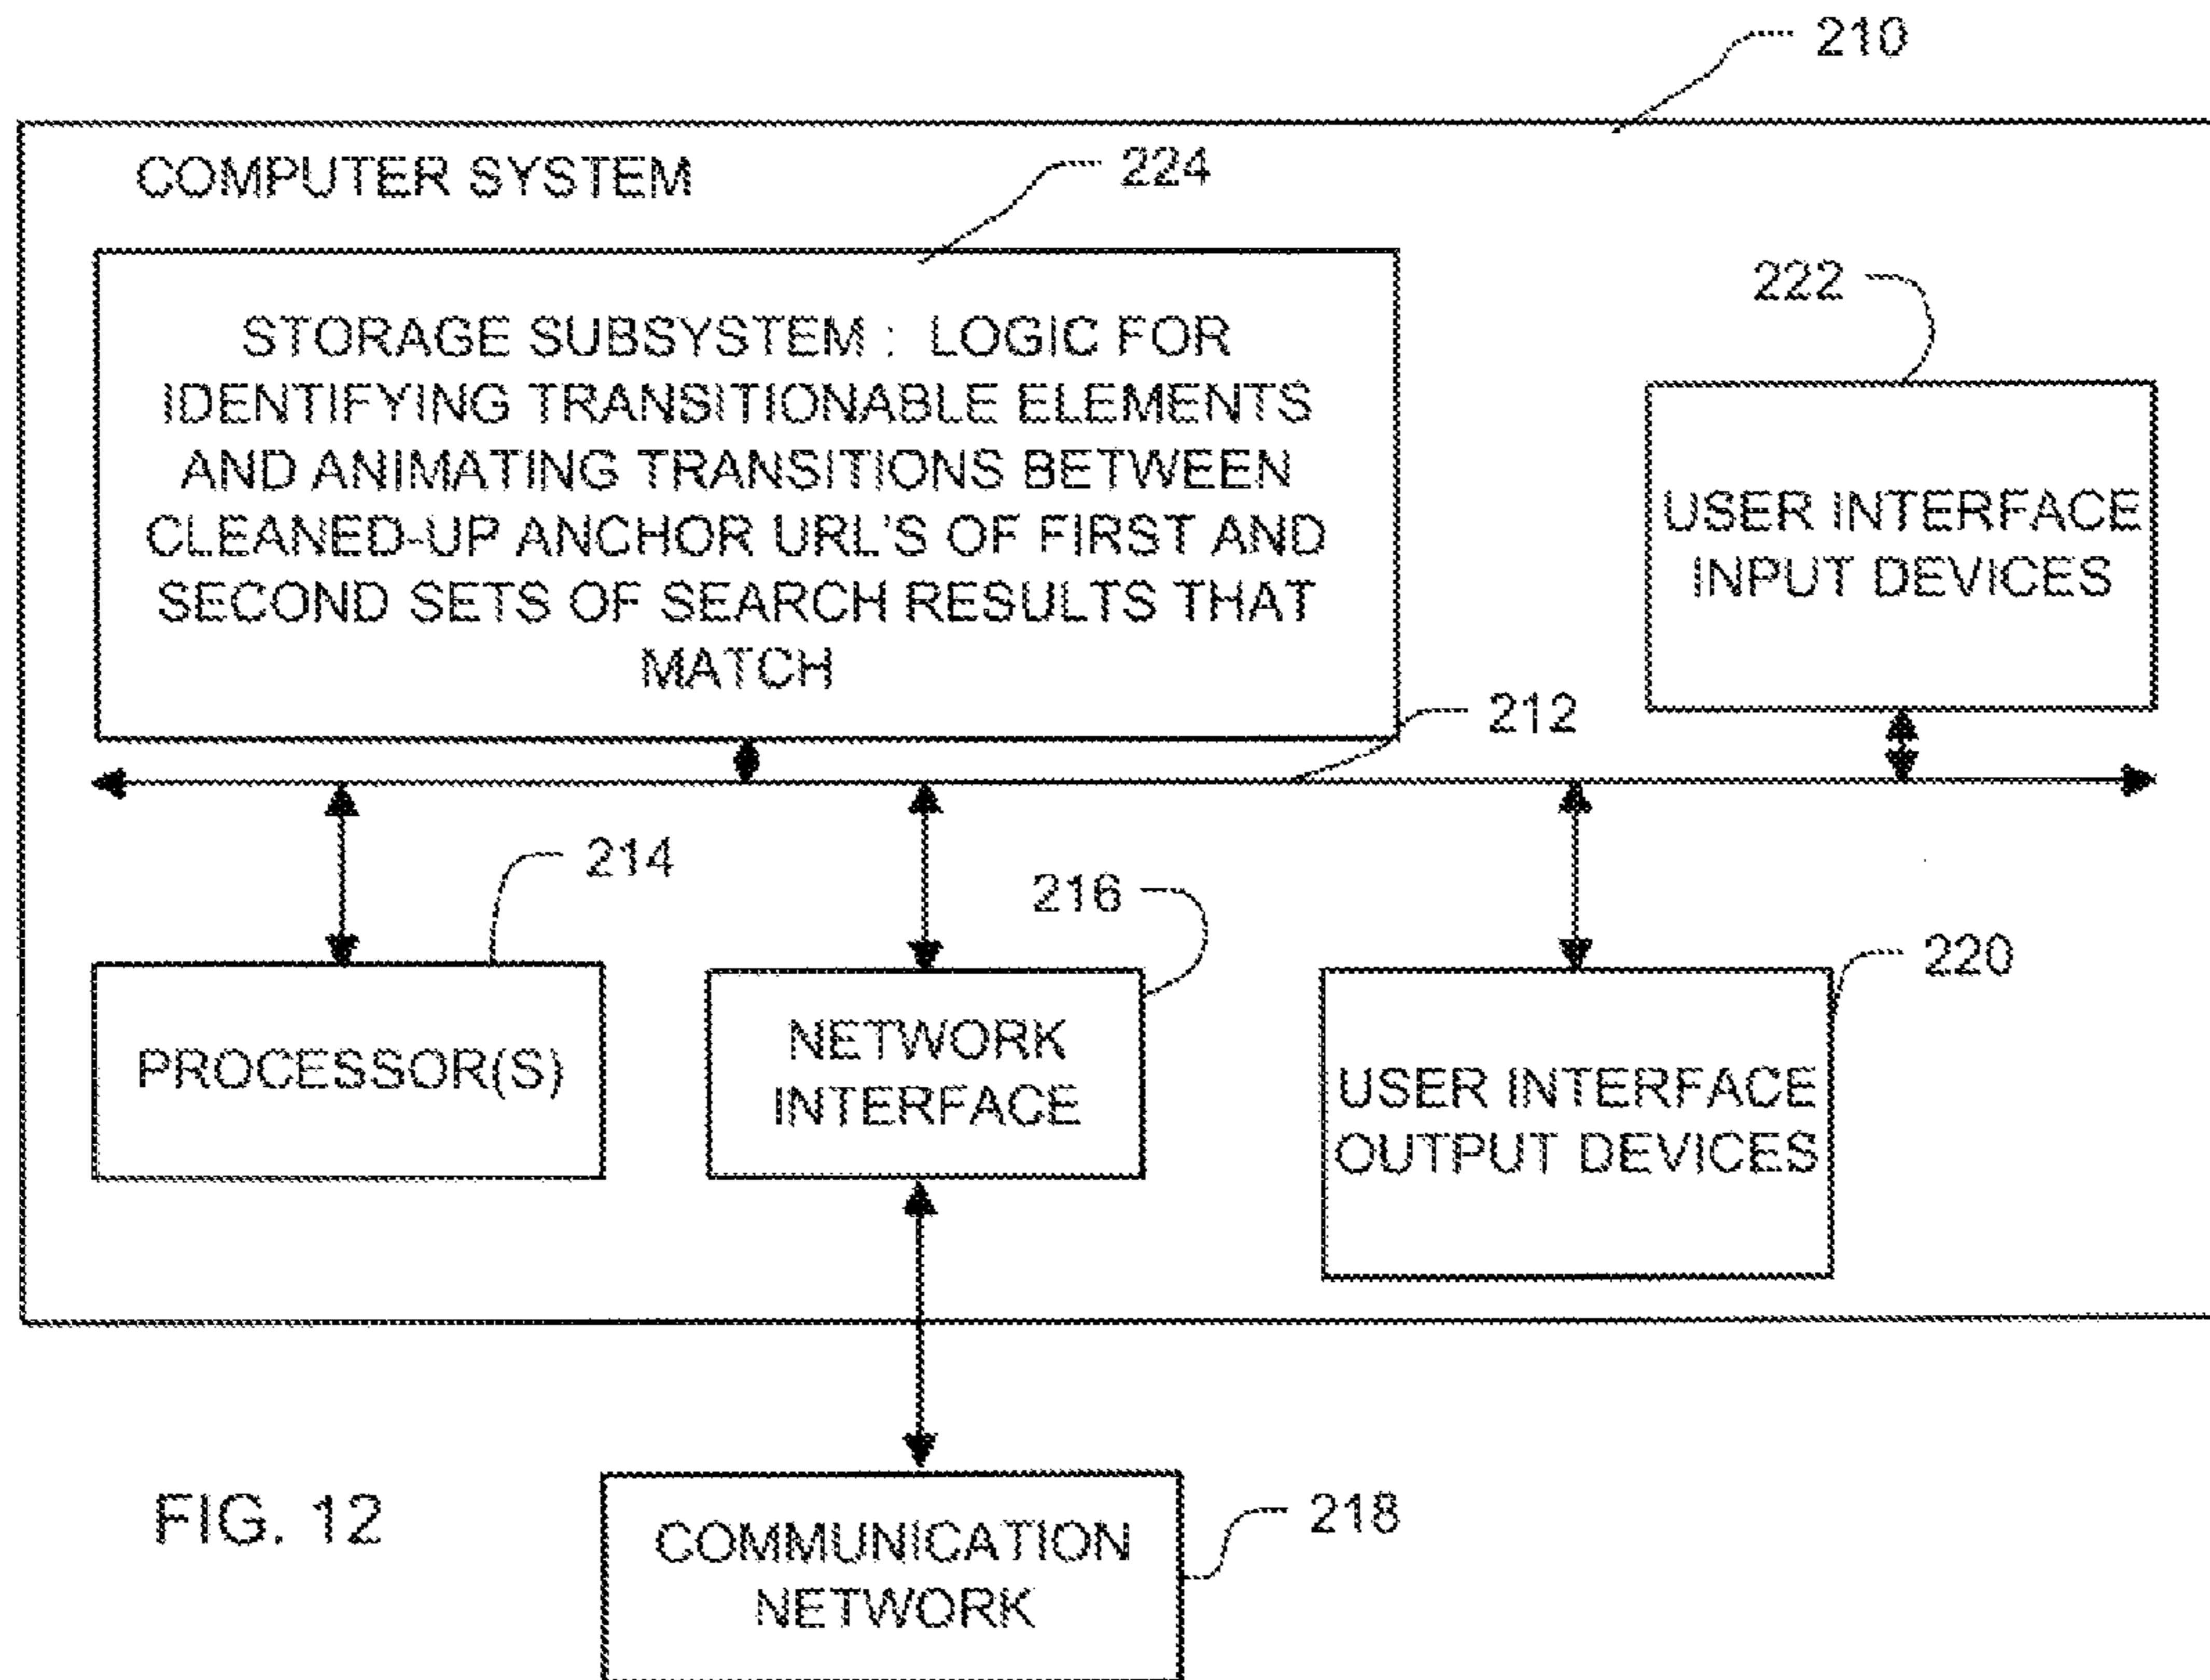 210
COMPUTER SYSTEM
224
STORAGE SUBSYSTEM : LOGIC FOR
IDENTIFYING TRANSITIONABLE ELEMENTS
AND ANIMATING TRANSITIONS BETWEEN
CLEANED-UP ANCHOR URL'S OF FIRST AND
SECOND SETS OF SEARCH RESULTS THAT
MATCH
222
USER INTERFACE
INPUT DEVICES
212
214
216
220
PROCESSOR(S)
NETWORK
INTERFACE
USER INTERFACE
OUTPUT DEVICES
FIG. 12
218
COMMUNICATION
NETWORK